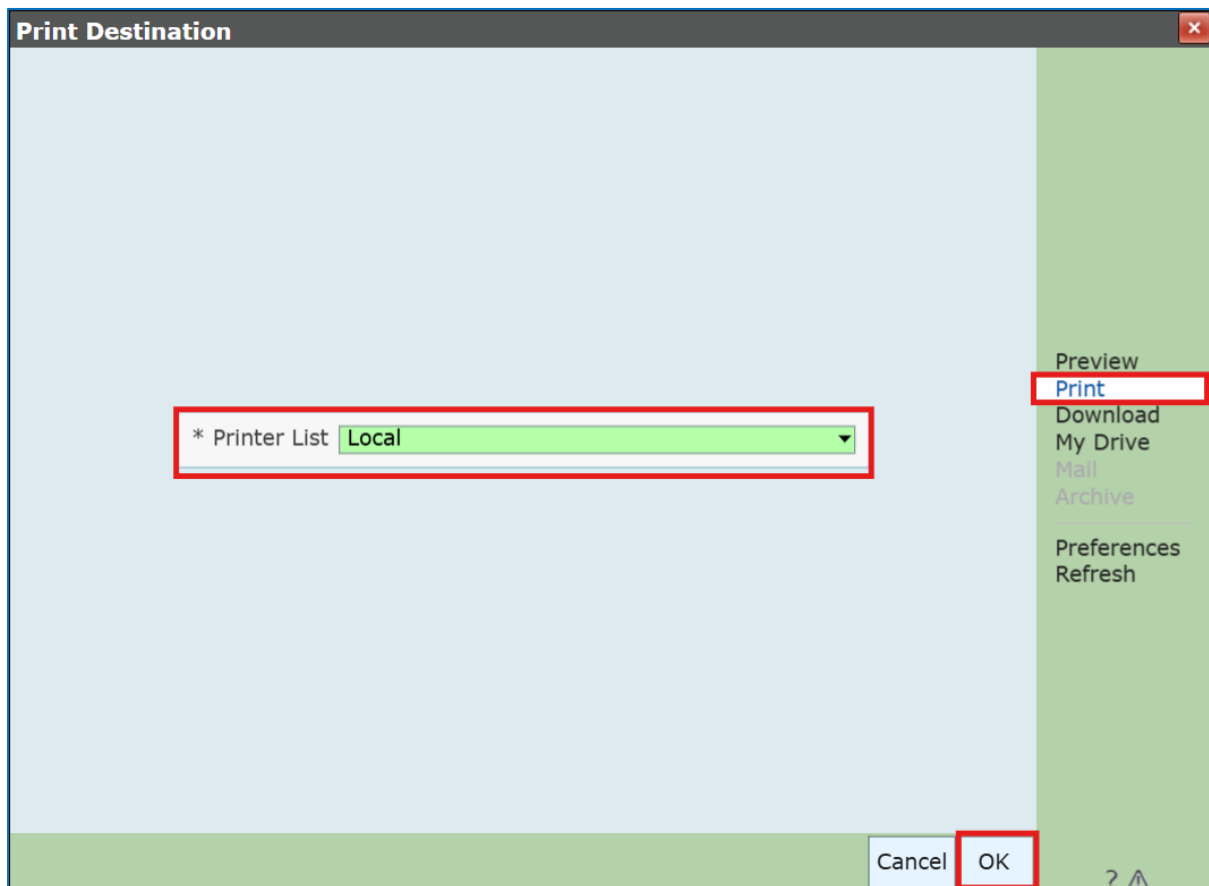 Print Destination
Preview
Print
Download
My Drive
Mail
Archive
Preferences
Refresh
* Printer List Local
Cancel OK
?